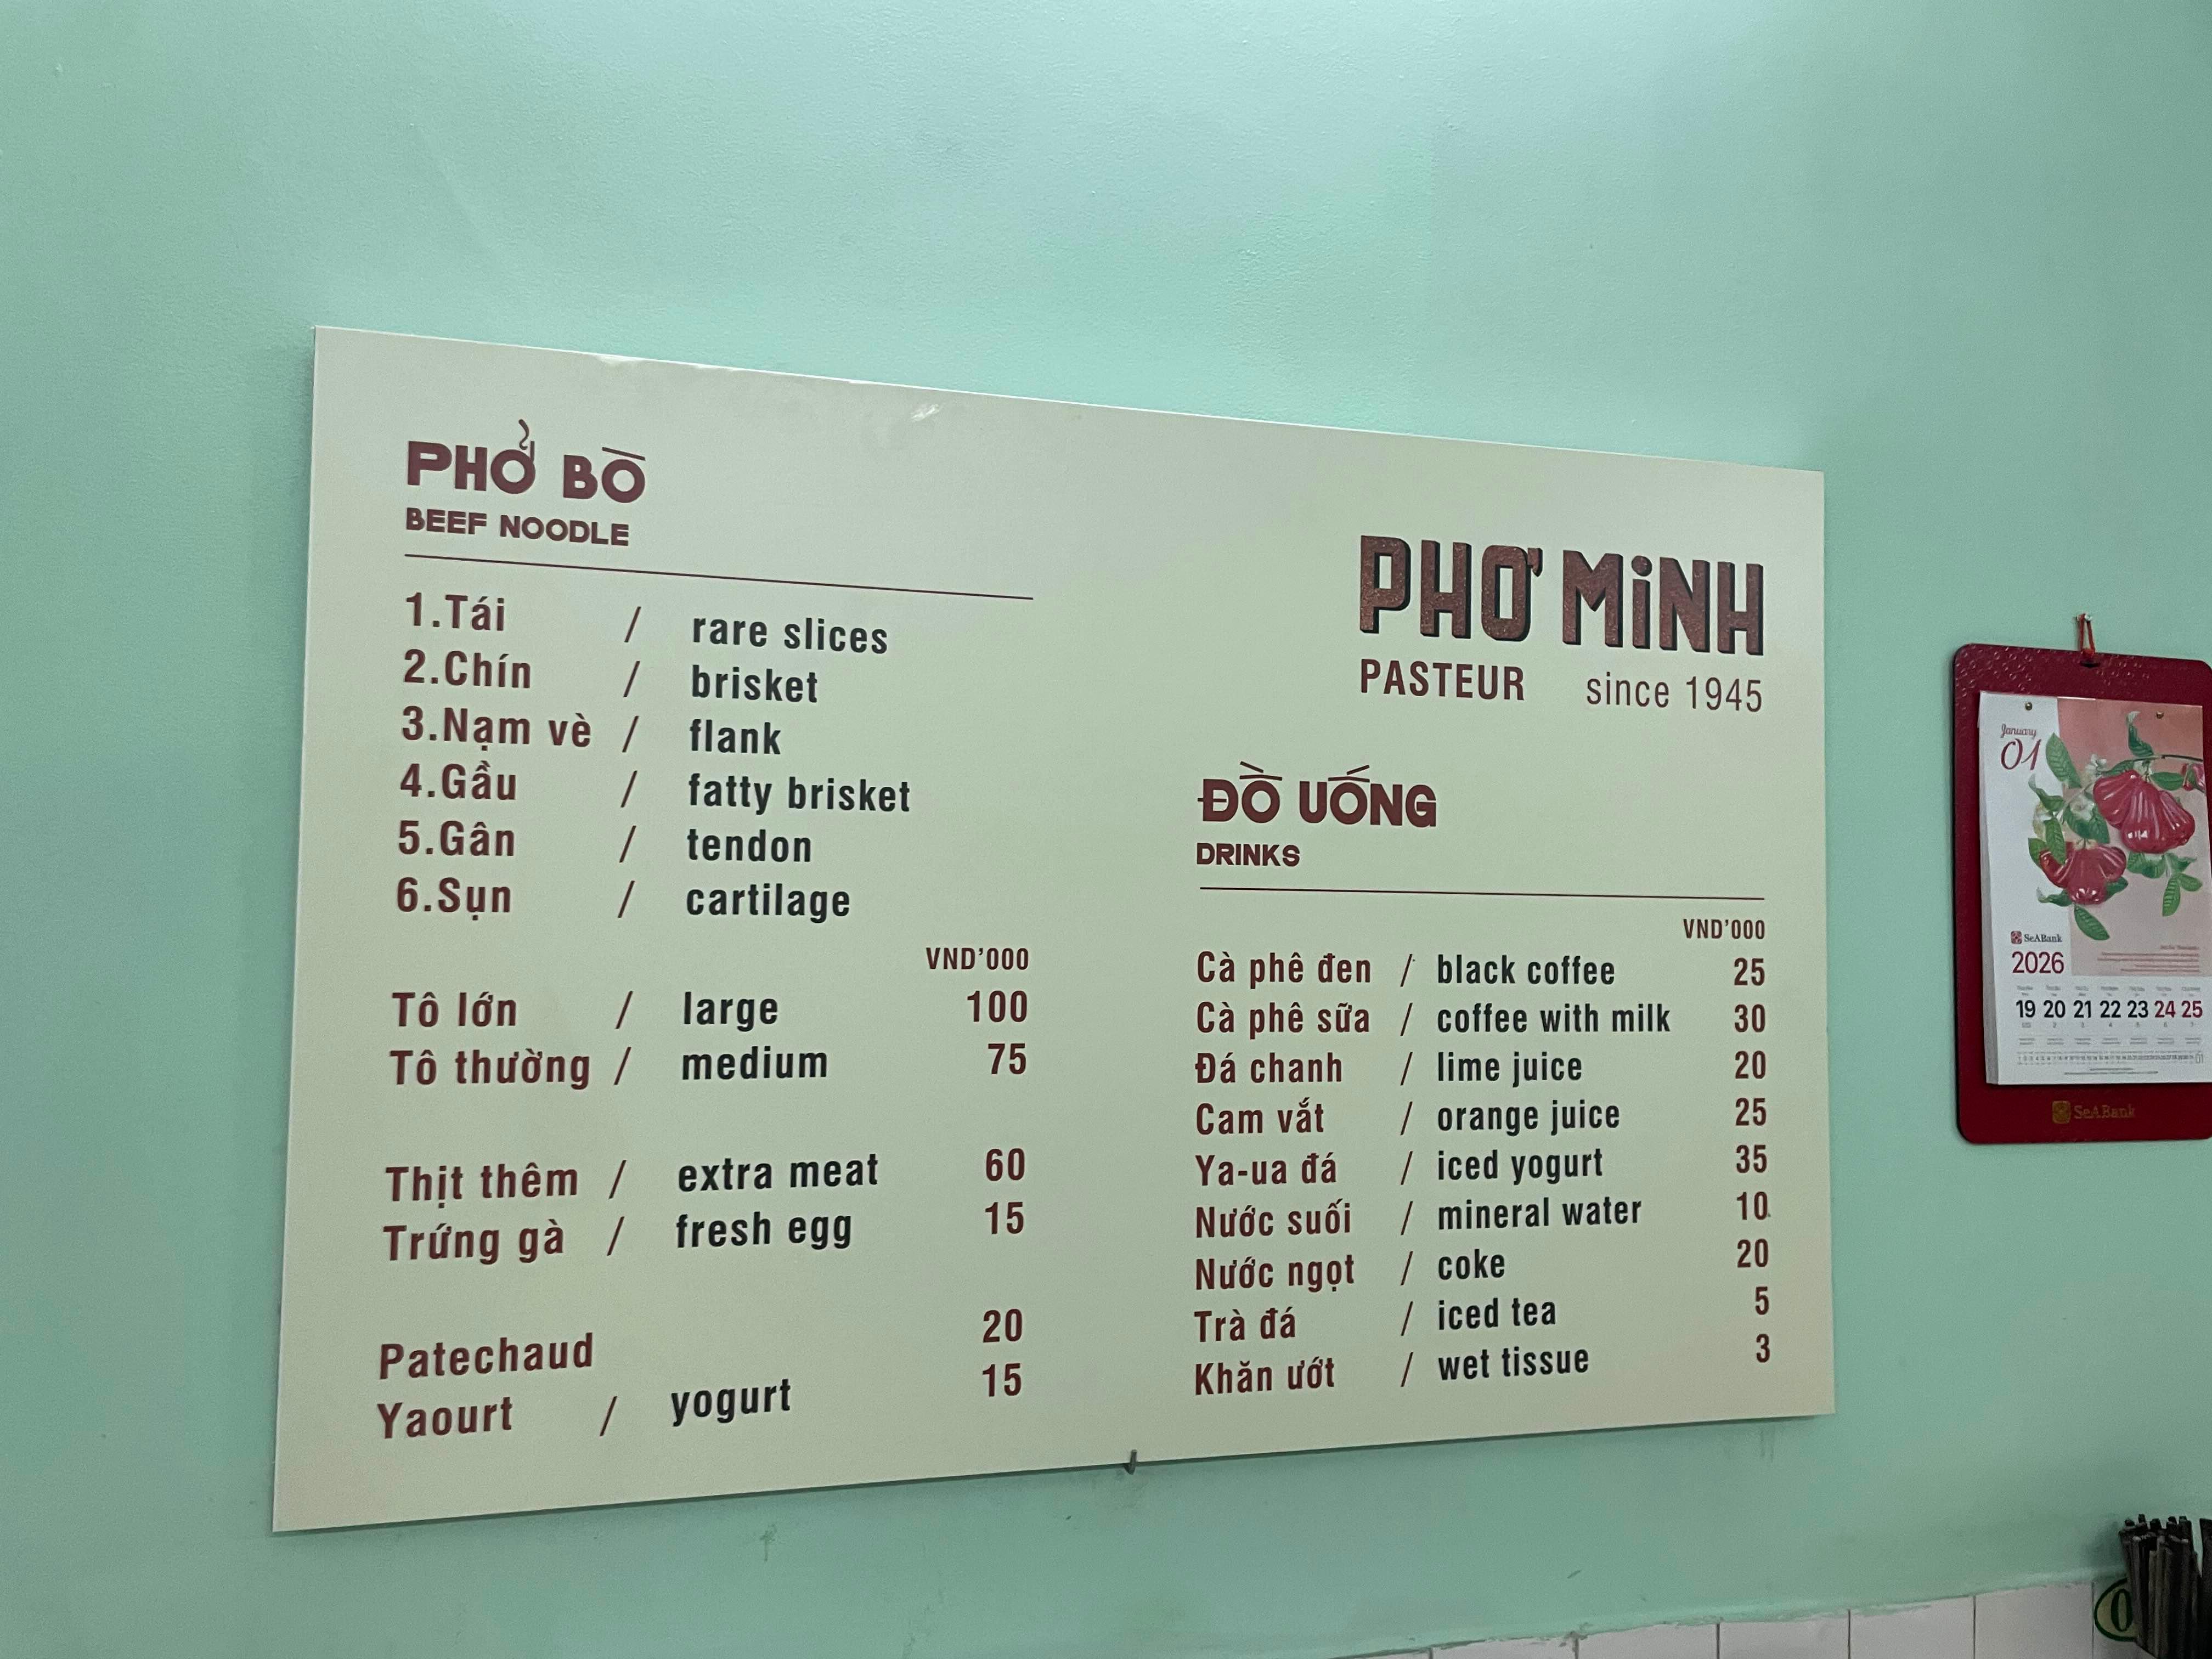 PHỞ BÒ
BEEF NOODLE
1.Tái / rare slices
2.Chín / brisket
3.Nạm vè / flank
4.Gầu / fatty brisket
5.Gân / tendon
6.Sụn / cartilage
VND'000
Tô lớn / large 100
Tô thường / medium 75
Thịt thêm / extra meat 60
Trứng gà / fresh egg 15
Patechaud 20
Yaourt / yogurt 15
PHỞ MiNH
PASTEUR since 1945
ĐỒ UỐNG
DRINKS
VND'000
Cà phê đen / black coffee 25
Cà phê sữa / coffee with milk 30
Đá chanh / lime juice 20
Cam vắt / orange juice 25
Ya-ua đá / iced yogurt 35
Nước suối / mineral water 10
Nước ngọt / coke 20
Trà đá / iced tea 5
Khăn ướt / wet tissue 3
January
01
SeABank
2026
19 20 21 22 23 24 25
SeABank